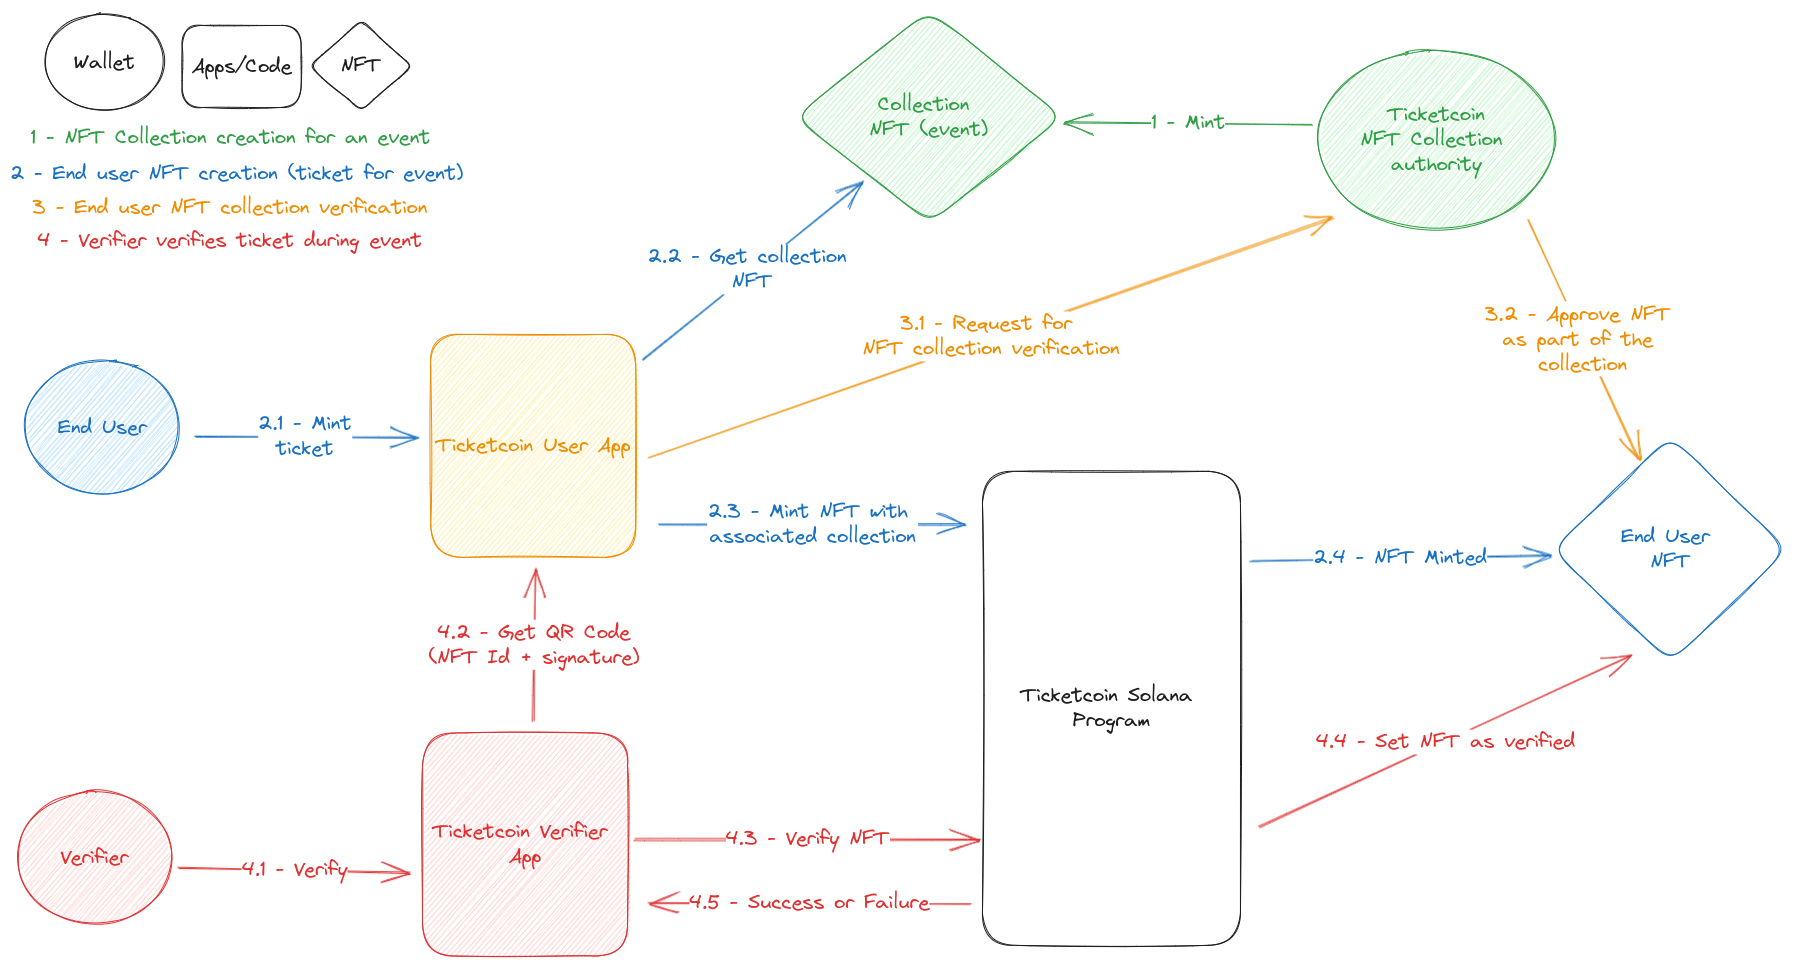 Wallet
Apps/Code
NFT
1 - NFT Collection creation for an event
2 - End user NFT creation (ticket for event)
3 - End user NFT collection verification
4 - Verifier verifies ticket during event
Collection
NFT (event)
1 - Mint
Ticketcoin
NFT Collection
authority
2.2 - Get collection
NFT
3.1 - Request for
NFT collection verification
3.2 - Approve NFT
as part of the
collection
End User
2.1 - Mint
ticket
Ticketcoin User App
2.3 - Mint NFT with
associated collection
2.4 - NFT Minted
End User
NFT
4.2 - Get QR Code
(NFT Id + signature)
Ticketcoin Solana
Program
4.4 - Set NFT as verified
Verifier
4.1 - Verify
Ticketcoin Verifier
App
4.3 - Verify NFT
4.5 - Success or Failure